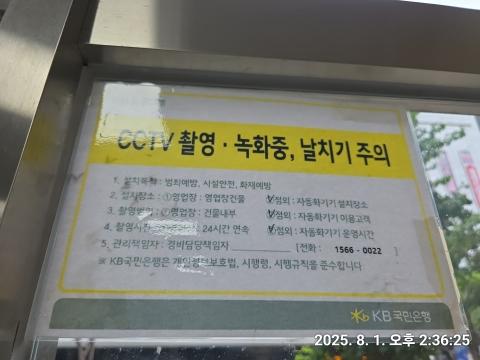 CCTV 촬영 · 녹화중, 날치기 주의
1. 설치목적 : 범죄예방, 시설안전, 화재예방
2. 설치장소 : ①영업장 : 영업장건물 ☑점외 : 자동화기기 설치장소
3. 촬영범위 : ①영업장 : 건물내부 ☑점외 : 자동화기기 이용고객
4. 촬영시간 : 24시간 연속 ☑점외 : 자동화기기 운영시간
5. 관리책임자 : 경비담당책임자 ____________ [전화 : 1566 - 0022 ]
※ KB국민은행은 개인정보보호법, 시행령, 시행규칙을 준수합니다
KB 국민은행
2025. 8. 1. 오후 2:36:25